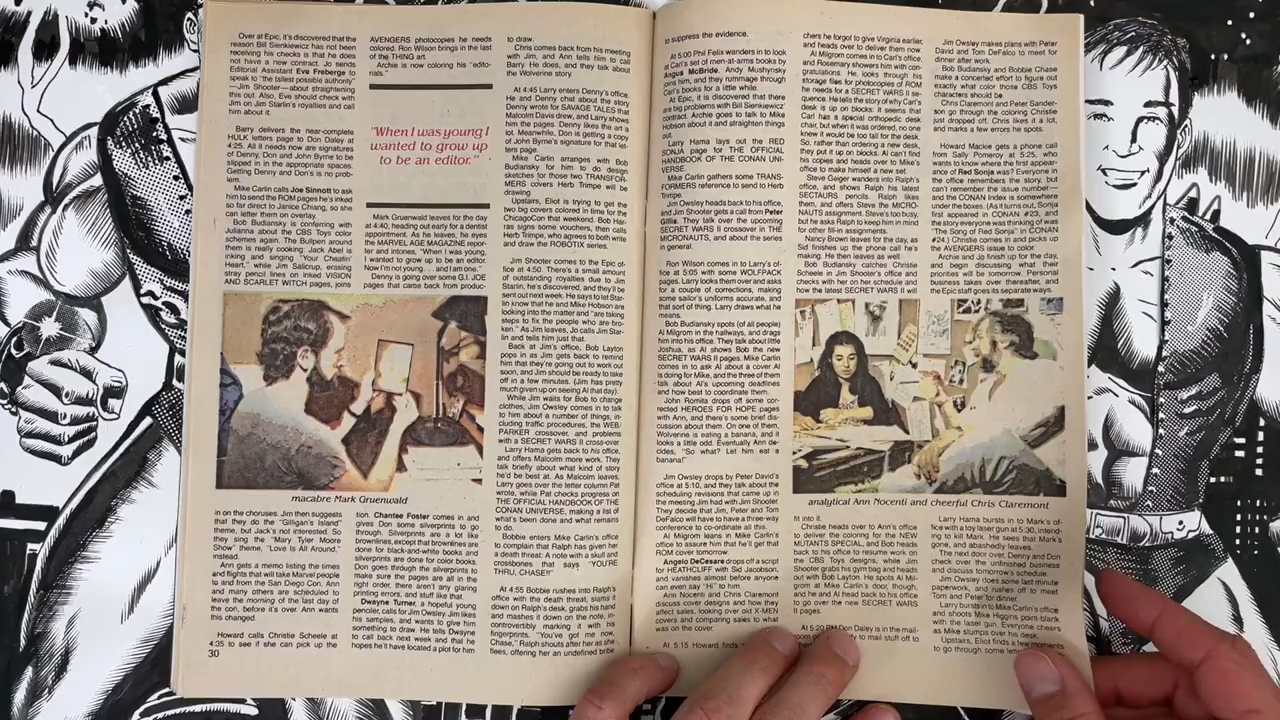 Over at Epic, it's discovered that the
reason Bill Sienkiewicz has not been
receiving his checks is that he does
not have a new contract. Jo sends
Editorial Assistant Eve Freberge to
speak to "the tallest possible authority"
—Jim Shooter—about straightening
this out. Also, Eve should check with
Jim on Jim Starlin's royalties and call
him about it.
Barry delivers the near-complete
HULK letters page to Don Daley at
4:25. All it needs now are signatures
of Denny, Don and John Byrne to be
slipped in in the appropriate spaces.
Getting Denny and Don's is no prob-
lem.
Mike Carlin calls Joe Sinnott to ask
him to send the ROM pages he's inked
so far direct to Janice Chiang, so she
can letter them on overlay.
Bob Budiansky is conferring with
Julianna about the CBS Toys color
schemes again. The Bullpen around
them is really cooking: Jack Abel is
inking and singing "Your Cheatin'
Heart," while Jim Salicrup, erasing
stray pencil lines on inked VISION
AND SCARLET WITCH pages, joins
in on the choruses. Jim then suggests
that they do the "Gilligan's Island"
theme, but Jack's not interested. So
they sing the "Mary Tyler Moore
Show" theme, "Love Is All Around,"
instead.
Ann gets a memo listing the times
and flights that will take Marvel people
to and from the San Diego Con. Ann
and many others are scheduled to
leave the morning of the last day of
the con, before it's over. Ann wants
this changed.
Howard calls Christie Scheele at
4:35 to see if she can pick up the
30
AVENGERS photocopies he needs
colored. Ron Wilson brings in the last
of the THING art.
Archie is now coloring his "edito-
rials."
"When I was young I
wanted to grow up
to be an editor."
Mark Gruenwald leaves for the day
at 4:40, heading out early for a dentist
appointment. As he leaves, he eyes
the MARVEL AGE MAGAZINE repor-
ter and intones, "When I was young,
I wanted to grow up to be an editor.
Now I'm not young . . . and I am one."
Denny is going over some G.I. JOE
pages that came back from produc-
macabre Mark Gruenwald
tion. Chantee Foster comes in and
gives Don some silverprints to go
through. Silverprints are a lot like
brownlines, except that brownlines are
done for black-and-white books and
silverprints are done for color books.
Don goes through the silverprints to
make sure the pages are all in the
right order, there aren't any glaring
printing errors, and stuff like that.
Dwayne Turner, a hopeful young
penciler, calls for Jim Owsley. Jim likes
his samples, and wants to give him
something to draw. He tells Dwayne
to call back next week and that he
hopes he'll have located a plot for him
to draw.
Chris comes back from his meeting
with Jim, and Ann tells him to call
Barry. He does, and they talk about
the Wolverine story.
At 4:45 Larry enters Denny's office.
He and Denny chat about the story
Denny wrote for SAVAGE TALES that
Malcolm Davis drew, and Larry shows
him the pages. Denny likes the art a
lot. Meanwhile, Don is getting a copy
of John Byrne's signature for that let-
ters page.
Mike Carlin arranges with Bob
Budiansky for him to do design
sketches for those two TRANSFOR-
MERS covers Herb Trimpe will be
drawing.
Upstairs, Eliot is trying to get the
two big covers colored in time for the
ChicagoCon that weekend. Bob Har-
ras signs some vouchers, then calls
Herb Trimpe, who agrees to both write
and draw the ROBOTIX series.
Jim Shooter comes to the Epic of-
fice at 4:50. There's a small amount
of outstanding royalties due to Jim
Starlin, he's discovered, and they'll be
sent out next week. He says to let Star-
lin know that he and Mike Hobson are
looking into the matter and "are taking
steps to fix the people who are bro-
ken." As Jim leaves, Jo calls Jim Star-
lin and tells him just that.
Back at Jim's office, Bob Layton
pops in as Jim gets back to remind
him that they're going out to work out
soon, and Jim should be ready to take
off in a few minutes. (Jim has pretty
much given up on seeing Al that day)
While Jim waits for Bob to change
clothes, Jim Owsley comes in to talk
to him about a number of things, in-
cluding traffic procedures, the WEB/
PARKER crossover, and problems
with a SECRET WARS II cross-over.
Larry Hama gets back to his office,
and offers Malcolm more work. They
talk briefly about what kind of story
he'd be best at. As Malcolm leaves,
Larry goes over the letter column Pat
wrote, while Pat checks progress on
THE OFFICIAL HANDBOOK OF THE
CONAN UNIVERSE, making a list of
what's been done and what remains
to do.
Bobbie enters Mike Carlin's office
to complain that Ralph has given her
a death threat: A note with a skull and
crossbones that says "YOU'RE
THRU, CHASE!!"
At 4:55 Bobbie rushes into Ralph's
office with the death threat, slams it
down on Ralph's desk, grabs his hand
and mashes it down on the note, in-
controvertibly marking it with his
fingerprints. "You've got me now,
Chase," Ralph shouts after her as she
flees, offering her an undefined bribe
to suppress the evidence.
At 5:00 Phil Felix wanders in to look
at Carl's set of men-at-arms books by
Angus McBride. Andy Mushynsky
joins him, and they rummage through
Carl's books for a little while.
At Epic, it is discovered that there
are big problems with Bill Sienkiewicz'
contract. Archie goes to talk to Mike
Hobson about it and straighten things
out.
Larry Hama lays out the RED
SONJA page for THE OFFICIAL
HANDBOOK OF THE CONAN UNI-
VERSE.
Mike Carlin gathers some TRANS-
FORMERS reference to send to Herb
Trimpe.
Jim Owsley heads back to his office,
and Jim Shooter gets a call from Peter
Gillis. They talk over the upcoming
SECRET WARS II crossover in THE
MICRONAUTS, and about the series
in general.
Ron Wilson comes in to Larry's of-
fice at 5:05 with some WOLFPACK
pages. Larry looks them over and asks
for a couple of corrections, making
some sailor's uniforms accurate, and
that sort of thing. Larry draws what he
means.
Bob Budiansky spots (of all people)
Al Milgrom in the hallways, and drags
him into his office. They talk about little
Joshua, as Al shows Bob the new
SECRET WARS II pages. Mike Carlin
comes in to ask Al about a cover Al
is doing for Mike, and the three of them
talk about Al's upcoming deadlines
and how best to coordinate them.
John Romita drops off some cor-
rected HEROES FOR HOPE pages
with Ann, and there's some brief dis-
cussion about them. On one of them,
Wolverine is eating a banana, and it
looks a little odd. Eventually Ann de-
cides, "So what? Let him eat a
banana!"
Jim Owsley drops by Peter David's
office at 5:10, and they talk about the
scheduling revisions that came up in
the meeting Jim had with Jim Shooter.
They decide that Jim, Peter and Tom
DeFalco will have to have a three-way
conference to co-ordinate all this.
Al Milgrom leans in Mike Carlin's
office to assure him that he'll get that
ROM cover tomorrow.
Angelo DeCesare drops off a script
for HEATHCLIFF with Sid Jacobson,
and vanishes almost before anyone
can even say "Hi" to him.
Ann Nocenti and Chris Claremont
discuss cover designs and how they
affect sales, looking over old X-MEN
covers and comparing sales to what
was on the cover.
At 5:15 Howard finds
chers he forgot to give Virginia earlier,
and heads over to deliver them now.
Al Milgrom comes in to Carl's office,
and Rosemary showers him with con-
gratulations. He looks through his
storage files for photocopies of ROM
he needs for a SECRET WARS II se-
quence. He tells the story of why Carl's
desk is up on blocks: It seems that
Carl has a special orthopedic desk
chair, but when it was ordered, no one
knew it would be too tall for the desk.
So, rather than ordering a new desk,
they put it up on blocks. Al can't find
his copies and heads over to Mike's
office to make himself a new set.
Steve Geiger wanders into Ralph's
office, and shows Ralph his latest
SECTAURS pencils. Ralph likes
them, and offers Steve the MICRO-
NAUTS assignment. Steve's too busy,
but he asks Ralph to keep him in mind
for other fill-in assignments.
Nancy Brown leaves for the day, as
Sid finishes up the phone call he's
making. He then leaves as well.
Bob Budiansky catches Christie
Scheele in Jim Shooter's office and
checks with her on her schedule and
how the latest SECRET WARS II will
analytical Ann Nocenti and cheerful Chris Claremont
fit into it.
Christie heads over to Ann's office
to deliver the coloring for the NEW
MUTANTS SPECIAL, and Bob heads
back to his office to resume work on
the CBS Toys designs, while Jim
Shooter grabs his gym bag and heads
out with Bob Layton. He spots Al Mil-
grom at Mike Carlin's door, though,
and he and Al head back to his office
to go over the new SECRET WARS
II pages.
At 5:20 PM Don Daley is in the mail-
to mail stuff off to
Jim Owsley makes plans with Peter
David and Tom DeFalco to meet for
dinner after work.
Bob Budiansky and Bobbie Chase
make a concerted effort to figure out
exactly what color those CBS Toys
characters should be.
Chris Claremont and Peter Sander-
son go through the coloring Christie
just dropped off. Chris likes it a lot,
and marks a few errors he spots.
Howard Mackie gets a phone call
from Sally Pomeroy at 5:25, who
wants to know where the first appear-
ance of Red Sonja was? Everyone in
the office remembers the story, but
can't remember the issue number—
and the CONAN Index is somewhere
under the boxes. (As it turns out, Sonja
first appeared in CONAN #23, and
the story everyone was thinking of was
"The Song of Red Sonja" in CONAN
#24.) Christie comes in and picks up
the AVENGERS issue to color.
Archie and Jo finish up for the day,
and begin discussing what their
priorities will be tomorrow. Personal
business takes over thereafter, and
the Epic staff goes its separate ways.
Larry Hama bursts in to Mark's of-
fice with a toy laser gun at 5:30, intend-
ing to kill Mark. He sees that Mark's
gone, and abashedly leaves.
The next door over, Denny and Don
check over the unfinished business
and discuss tomorrow's schedule.
Jim Owsley does some last minute
paperwork, and rushes off to meet
Tom and Peter for dinner.
Larry bursts in to Mike Carlin's office
and shoots Mike Higgins point-blank
with the laser gun. Everyone cheers
as Mike slumps over his desk.
Upstairs, Eliot finds a few moments
to go through some